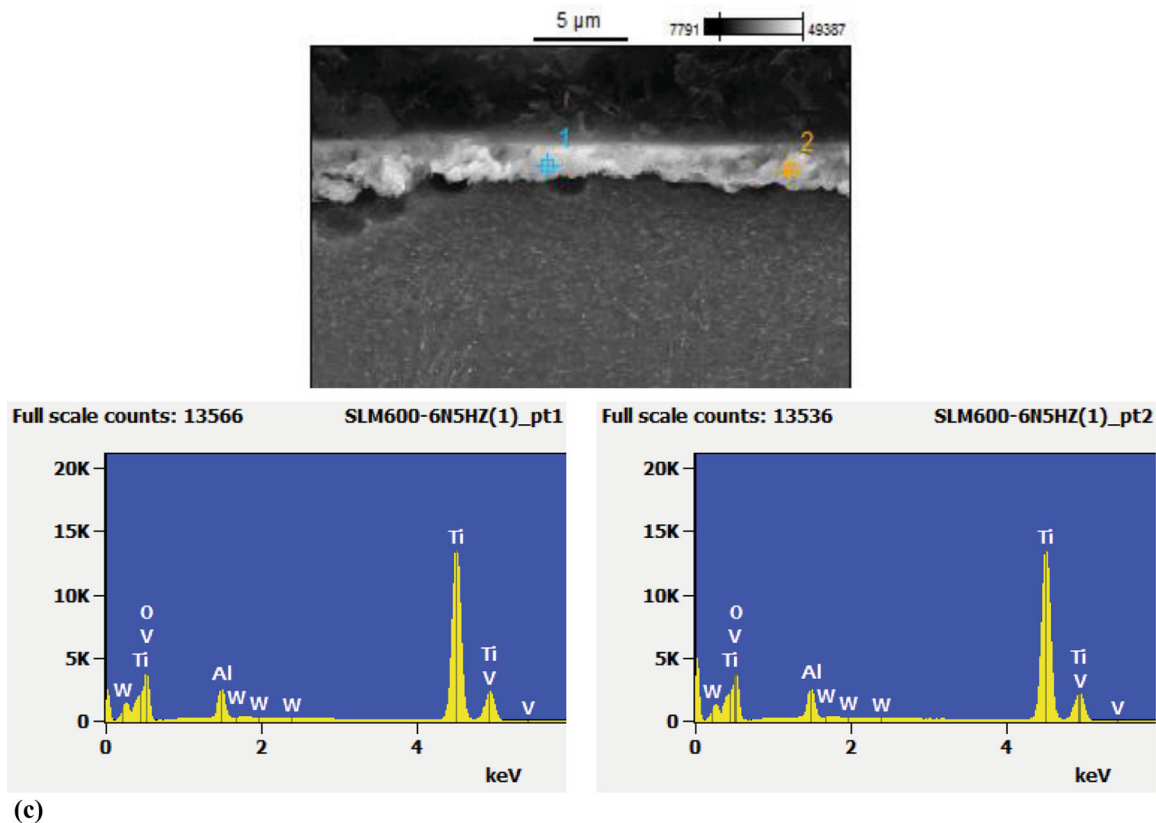 5 µm
7791 49387
1
2
Full scale counts: 13566 SLM600-6N5HZ(1)_pt1
20K
15K
10K
5K
0
O
V
Ti
W
Al
W
W
W
Ti
Ti
V
V
0 2 4
keV
Full scale counts: 13536 SLM600-6N5HZ(1)_pt2
20K
15K
10K
5K
0
O
V
Ti
W
Al
W
W
W
Ti
Ti
V
V
0 2 4
keV
(c)